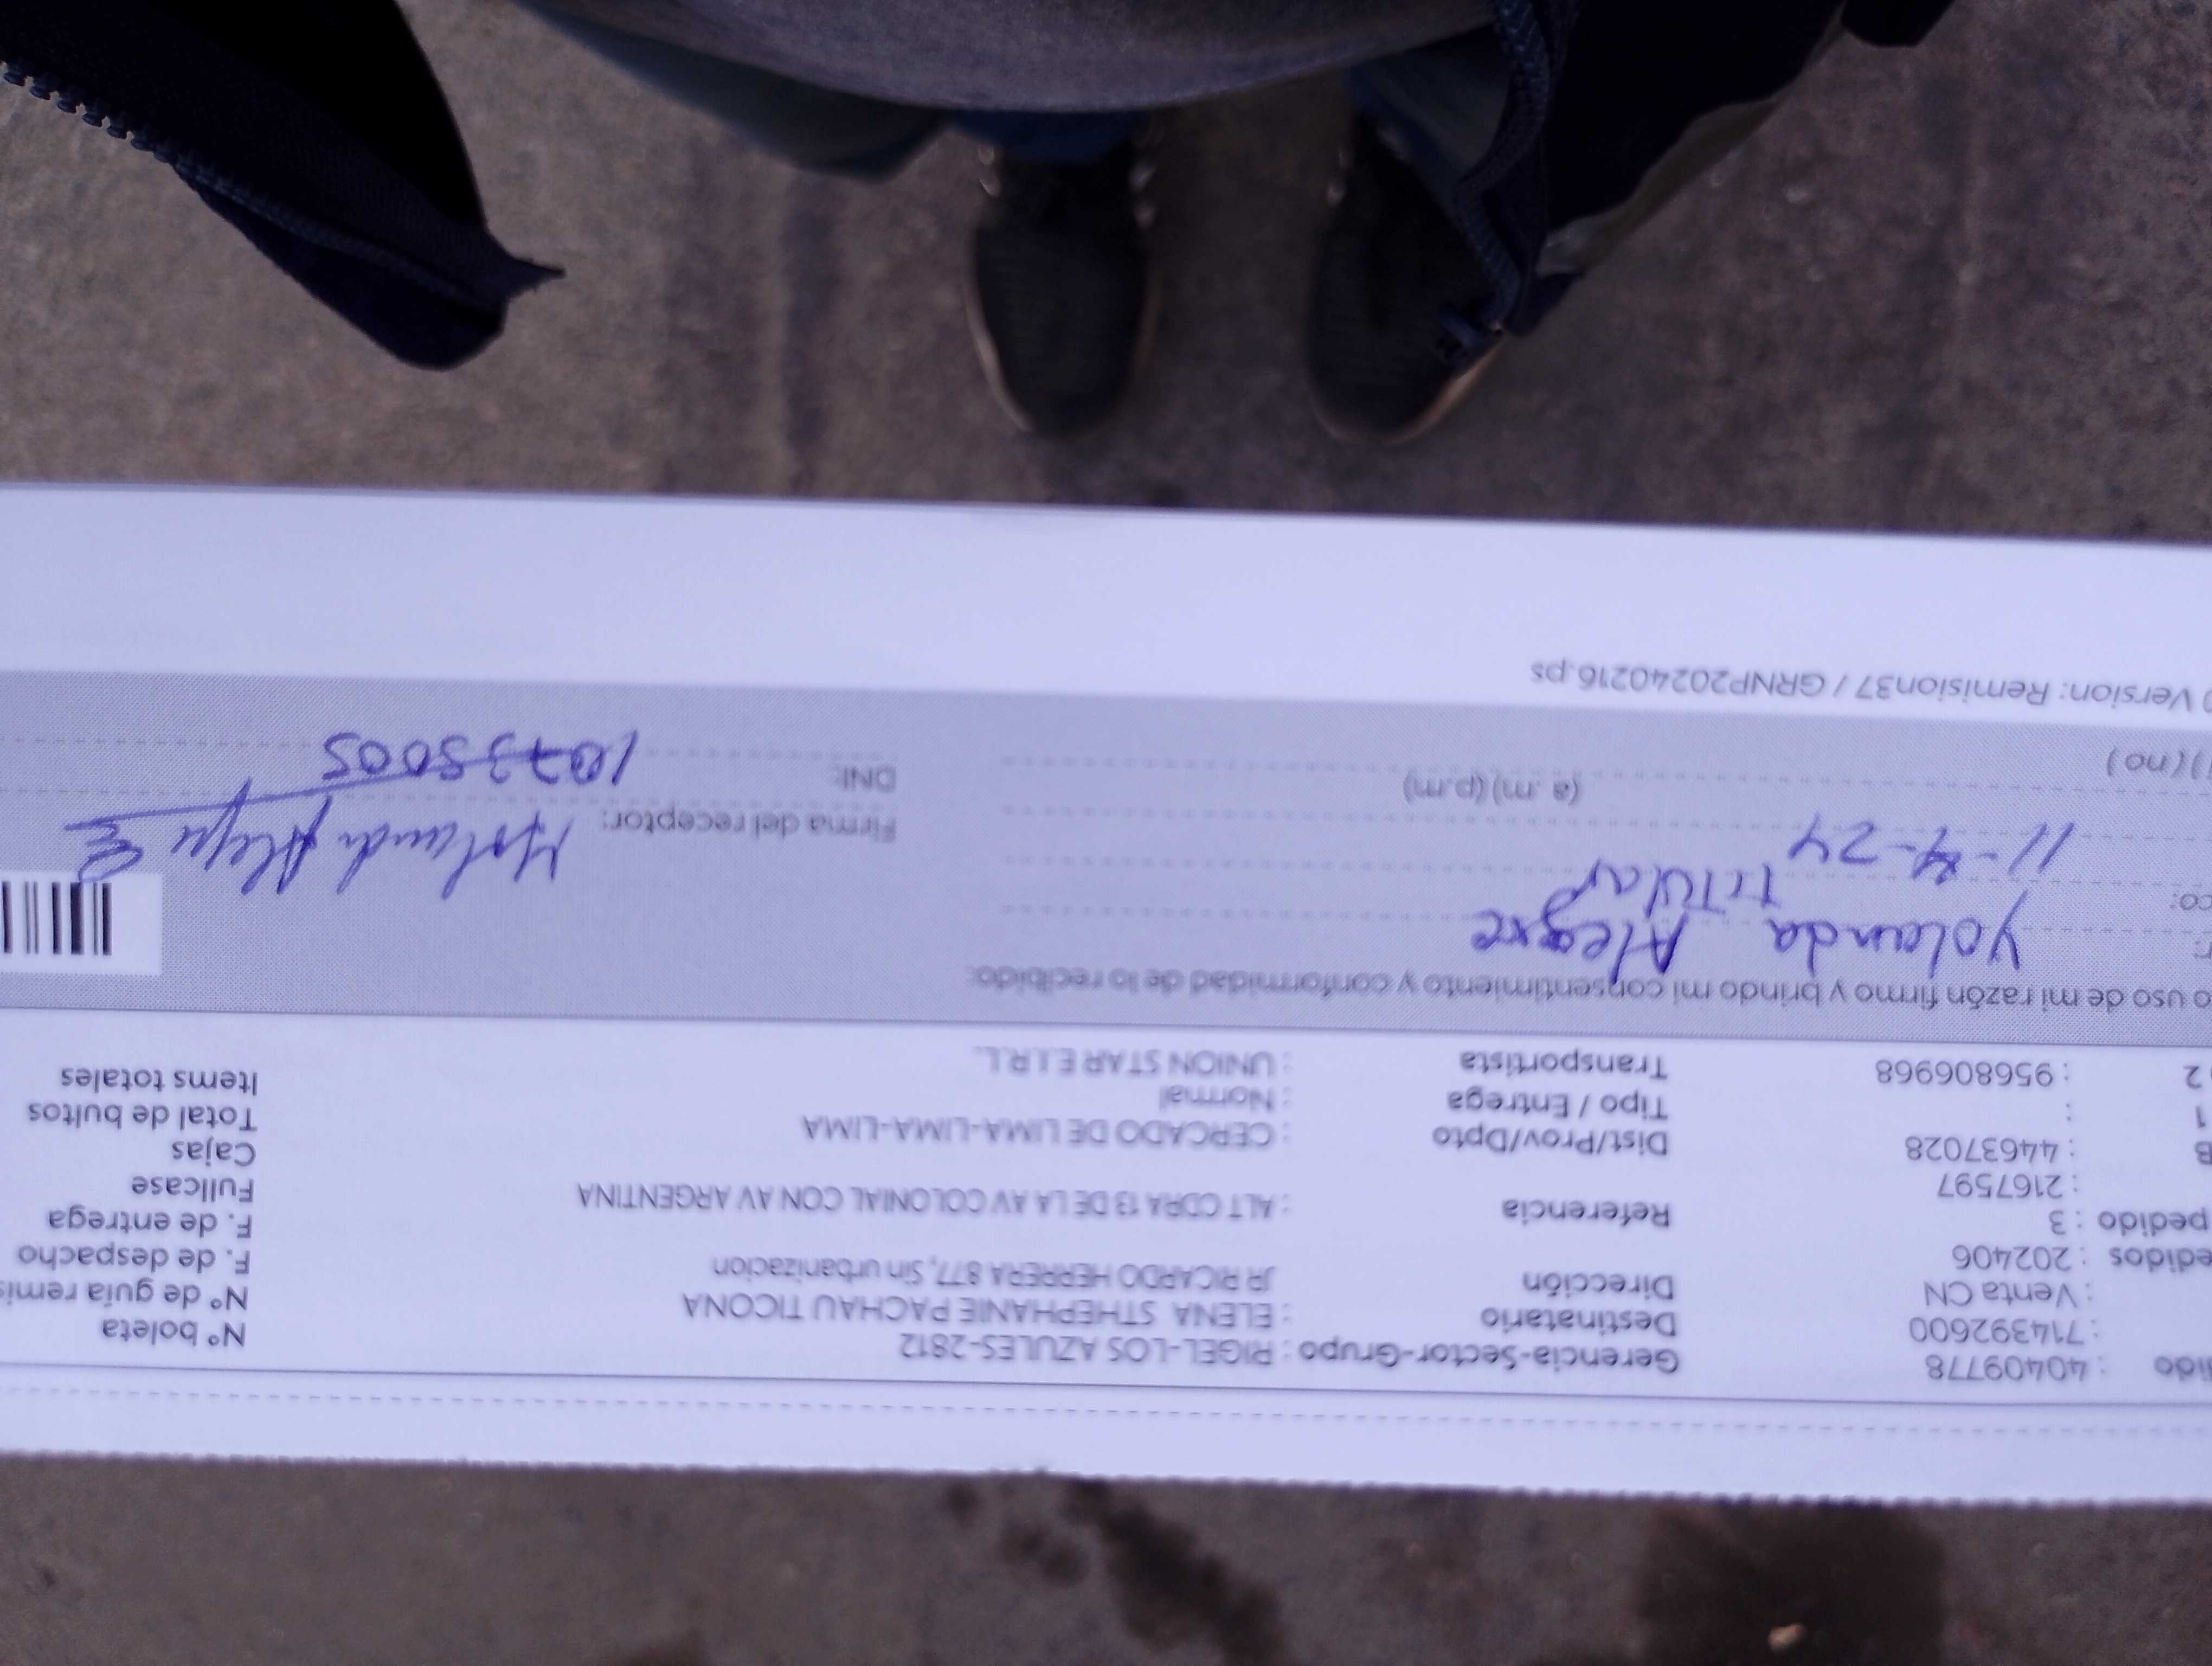 dido : 40409778 Gerencia-Sector-Grupo : RIGEL-LOS AZULES-2812 N° boleta
: 714392600 Destinatario : ELENA STHEPHANIE PACHAU TICONA N° de guía remis
: Venta CN Dirección JR RICARDO HERRERA 877, Sin urbanizacion F. de despacho
edidos : 202406 F. de entrega
pedido : 3 Referencia : ALT CDRA 13 DE LA AV COLONIAL CON AV ARGENTINA Fullcase
: 2167597 Cajas
B : 44637028 Dist/Prov/Dpto : CERCADO DE LIMA-LIMA-LIMA Total de bultos
1 : Tipo / Entrega : Normal Items totales
2 : 956806968 Transportista : UNION STAR E.I.R.L.
o uso de mi razón firmo y brindo mi consentimiento y conformidad de lo recibido:
Yolanda Alegre
co: Titular
11-4-24 Firma del receptor:
(a.m)(p.m) DNI: 10735005
)(no)
Version: Remision37 / GRNP20240216.ps